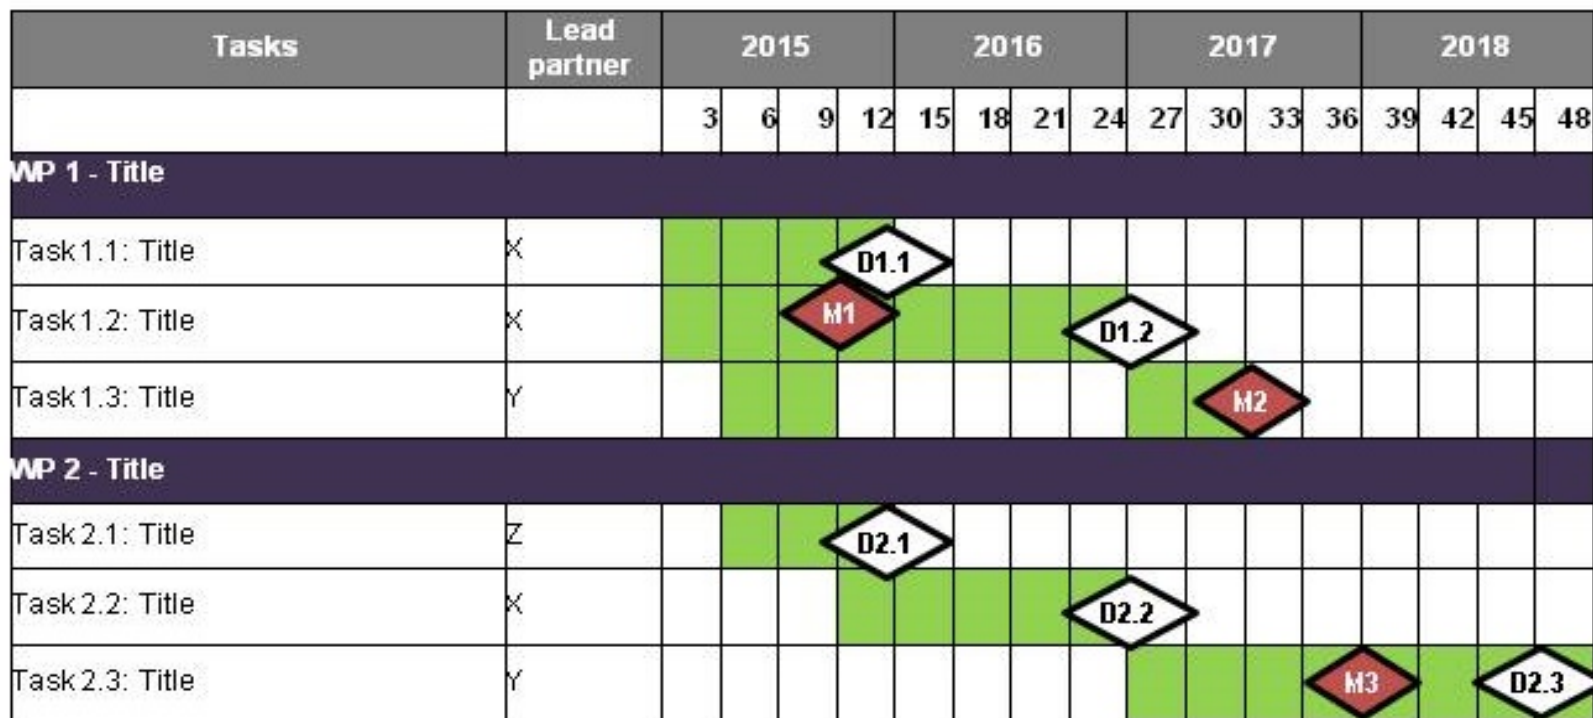 Tasks Lead partner 2015 2016 2017 2018
3 6 9 12 15 18 21 24 27 30 33 36 39 42 45 48
WP 1 - Title
Task 1.1: Title X D1.1
Task 1.2: Title X M1 D1.2
Task 1.3: Title Y M2
WP 2 - Title
Task 2.1: Title Z D2.1
Task 2.2: Title X D2.2
Task 2.3: Title Y M3 D2.3